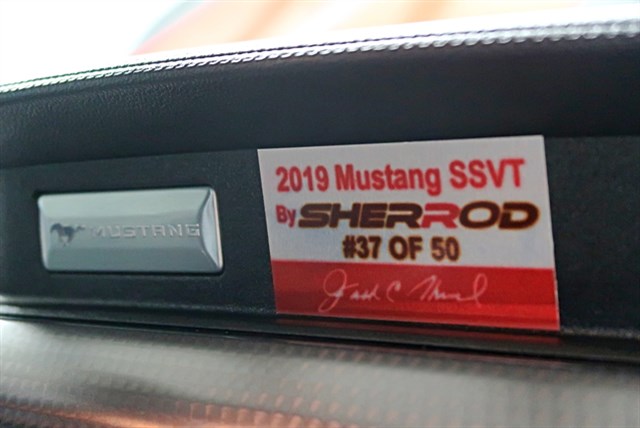 MUSTANG
2019 Mustang SSVT
By SHERROD
#37 OF 50